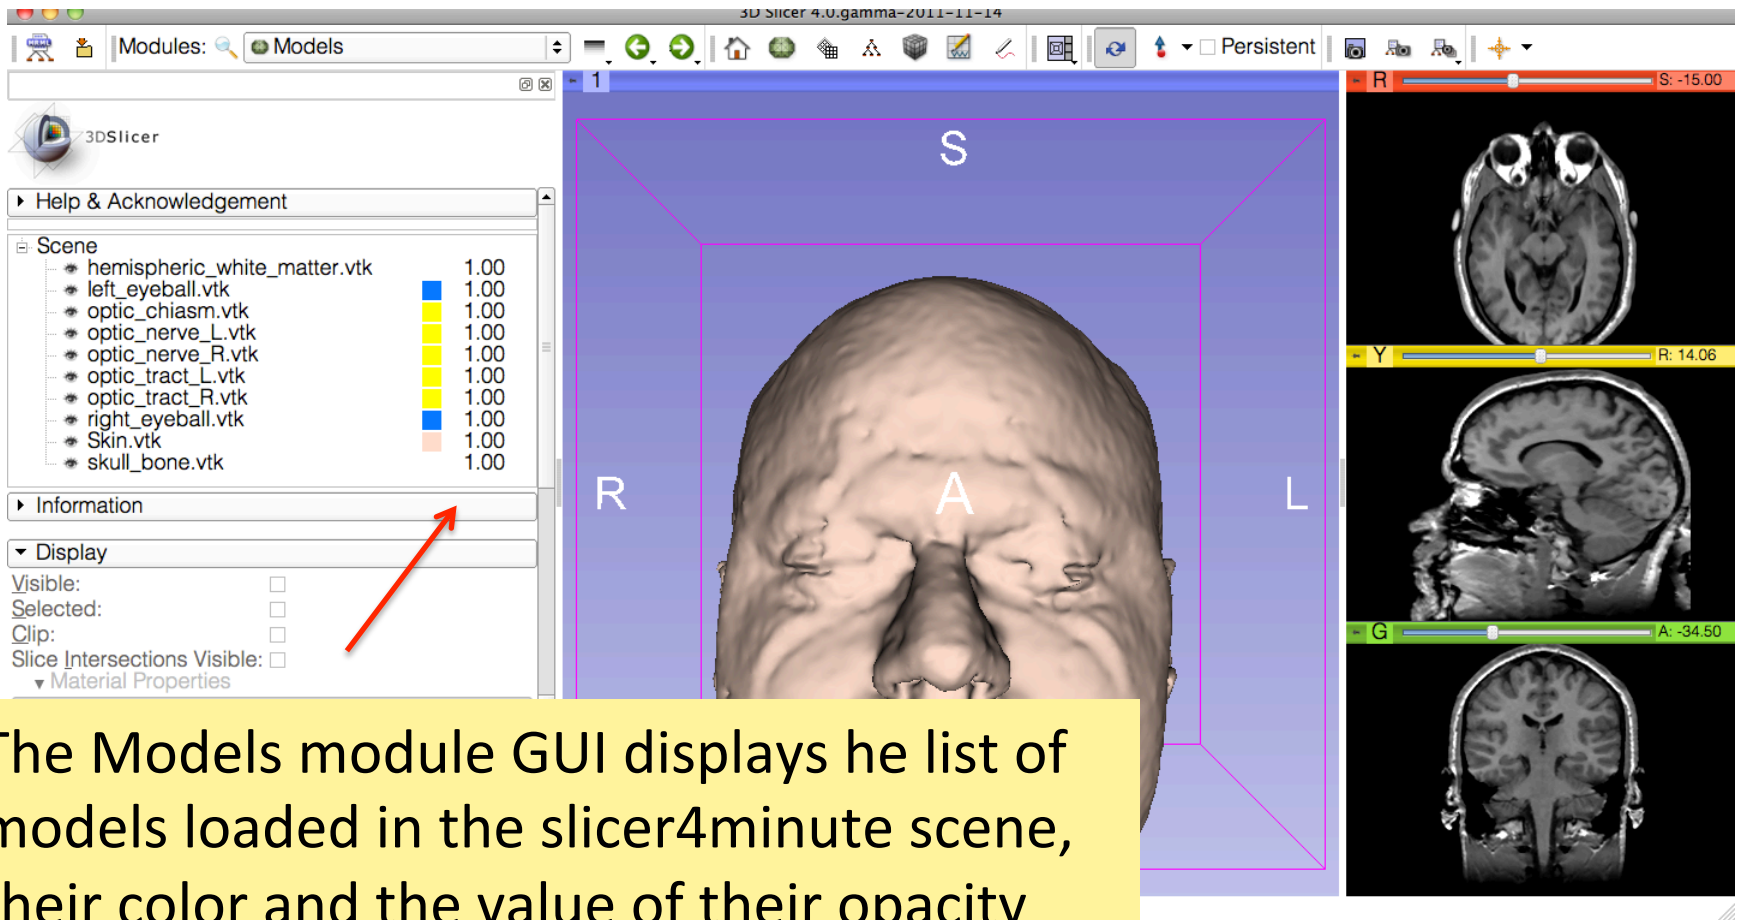 3D Slicer 4.0.gamma-2011-11-14
Modules: Models Persistent
1
R S: -15.00
3DSlicer
S
Help & Acknowledgement
Scene
hemispheric_white_matter.vtk 1.00
left_eyeball.vtk 1.00
optic_chiasm.vtk 1.00
optic_nerve_L.vtk 1.00
optic_nerve_R.vtk 1.00
optic_tract_L.vtk 1.00
optic_tract_R.vtk 1.00
right_eyeball.vtk 1.00
Skin.vtk 1.00
skull_bone.vtk 1.00
Y R: 14.06
R A L
Information
Display
Visible:
Selected:
Clip:
Slice Intersections Visible:
Material Properties
G A: -34.50
The Models module GUI displays he list of
models loaded in the slicer4minute scene,
their color and the value of their opacity